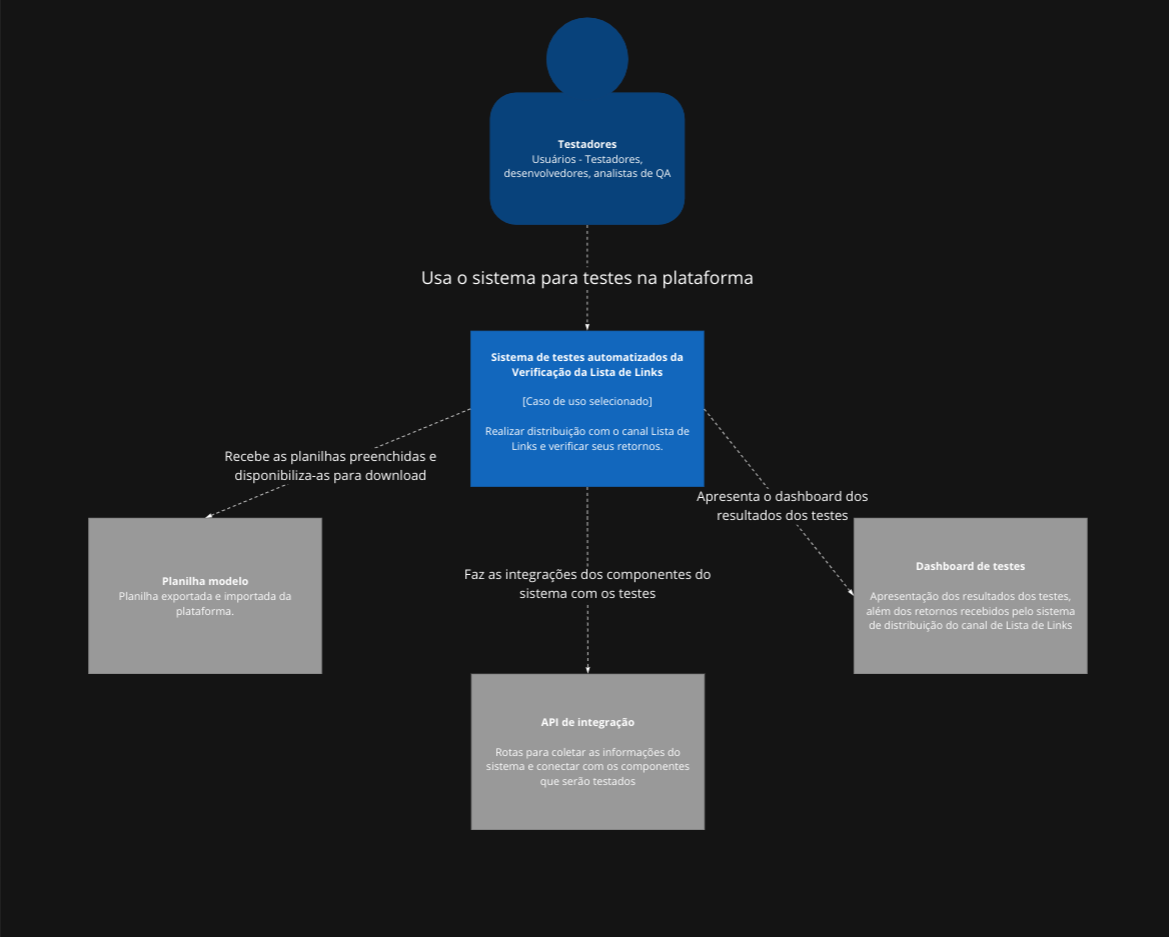 Testadores
Usuários - Testadores,
desenvolvedores, analistas de QA
Usa o sistema para testes na plataforma
Sistema de testes automatizados da
Verificação da Lista de Links
[Caso de uso selecionado]
Realizar distribuição com o canal Lista de
Links e verificar seus retornos.
Recebe as planilhas preenchidas e
disponibiliza-as para download
Apresenta o dashboard dos
resultados dos testes
Planilha modelo
Planilha exportada e importada da
plataforma.
Faz as integrações dos componentes do
sistema com os testes
Dashboard de testes
Apresentação dos resultados dos testes,
além dos retornos recebidos pelo sistema
de distribuição do canal de Lista de Links
API de integração
Rotas para coletar as informações do
sistema e conectar com os componentes
que serão testados